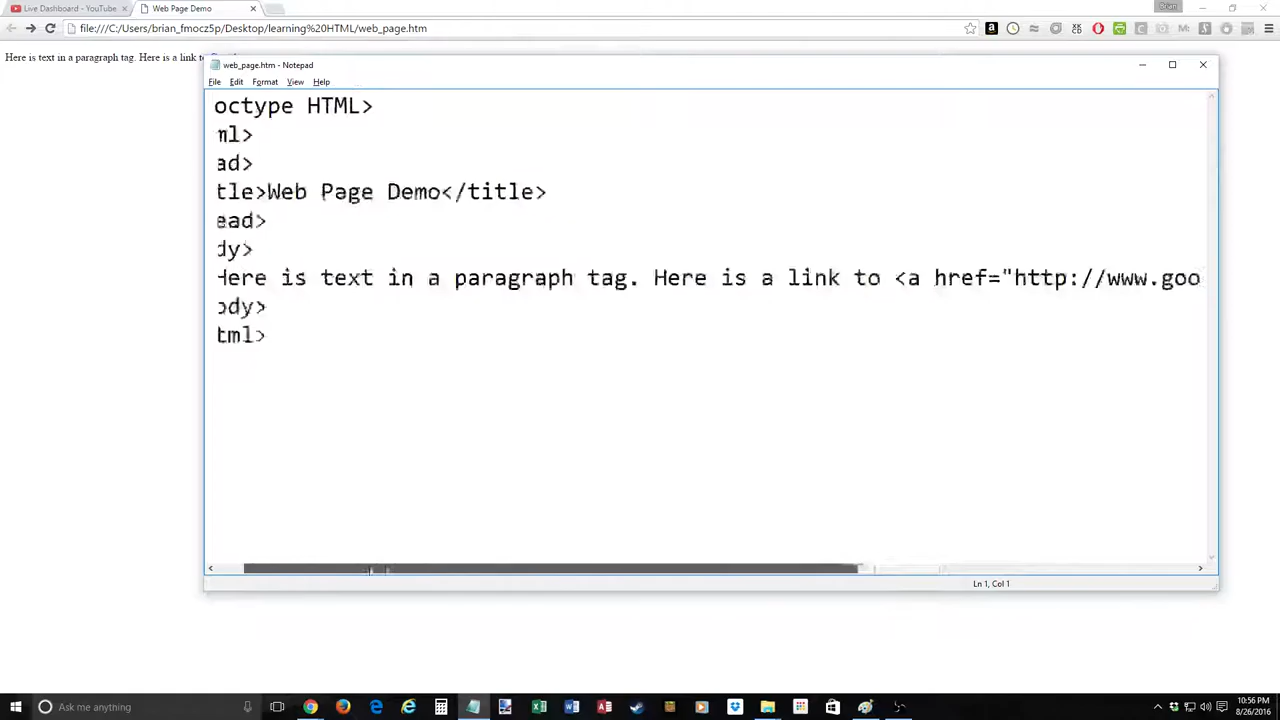 Live Dashboard - YouTube
Web Page Demo
Brian
file:///C:/Users/brian_fmocz5p/Desktop/learning%20HTML/web_page.htm
Here is text in a paragraph tag. Here is a link to
web_page.htm - Notepad
File Edit Format View Help
octype HTML>
ml>
ad>
tle>Web Page Demo</title>
ead>
dy>
Here is text in a paragraph tag. Here is a link to <a href="http://www.goo
ody>
tml>
Ln 1, Col 1
Ask me anything
10:56 PM
8/26/2016